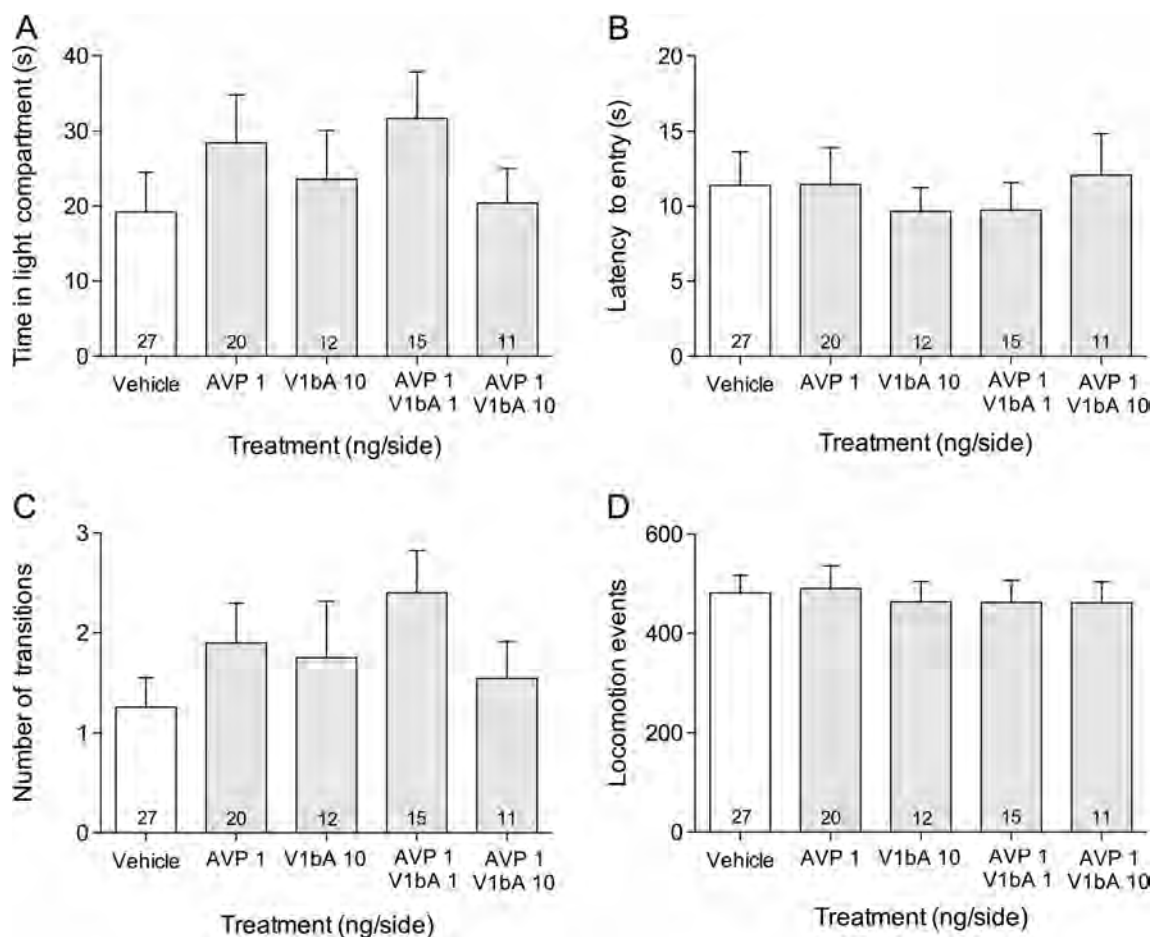 A
Time in light compartment (s)
40
30
20
10
0
27 20 12 15 11
Vehicle AVP 1 V1bA 10 AVP 1 AVP 1
V1bA 1 V1bA 10
Treatment (ng/side)
B
Latency to entry (s)
20
15
10
5
0
27 20 12 15 11
Vehicle AVP 1 V1bA 10 AVP 1 AVP 1
V1bA 1 V1bA 10
Treatment (ng/side)
C
Number of transitions
3
2
1
0
27 20 12 15 11
Vehicle AVP 1 V1bA 10 AVP 1 AVP 1
V1bA 1 V1bA 10
Treatment (ng/side)
D
Locomotion events
600
400
200
0
27 20 12 15 11
Vehicle AVP 1 V1bA 10 AVP 1 AVP 1
V1bA 1 V1bA 10
Treatment (ng/side)